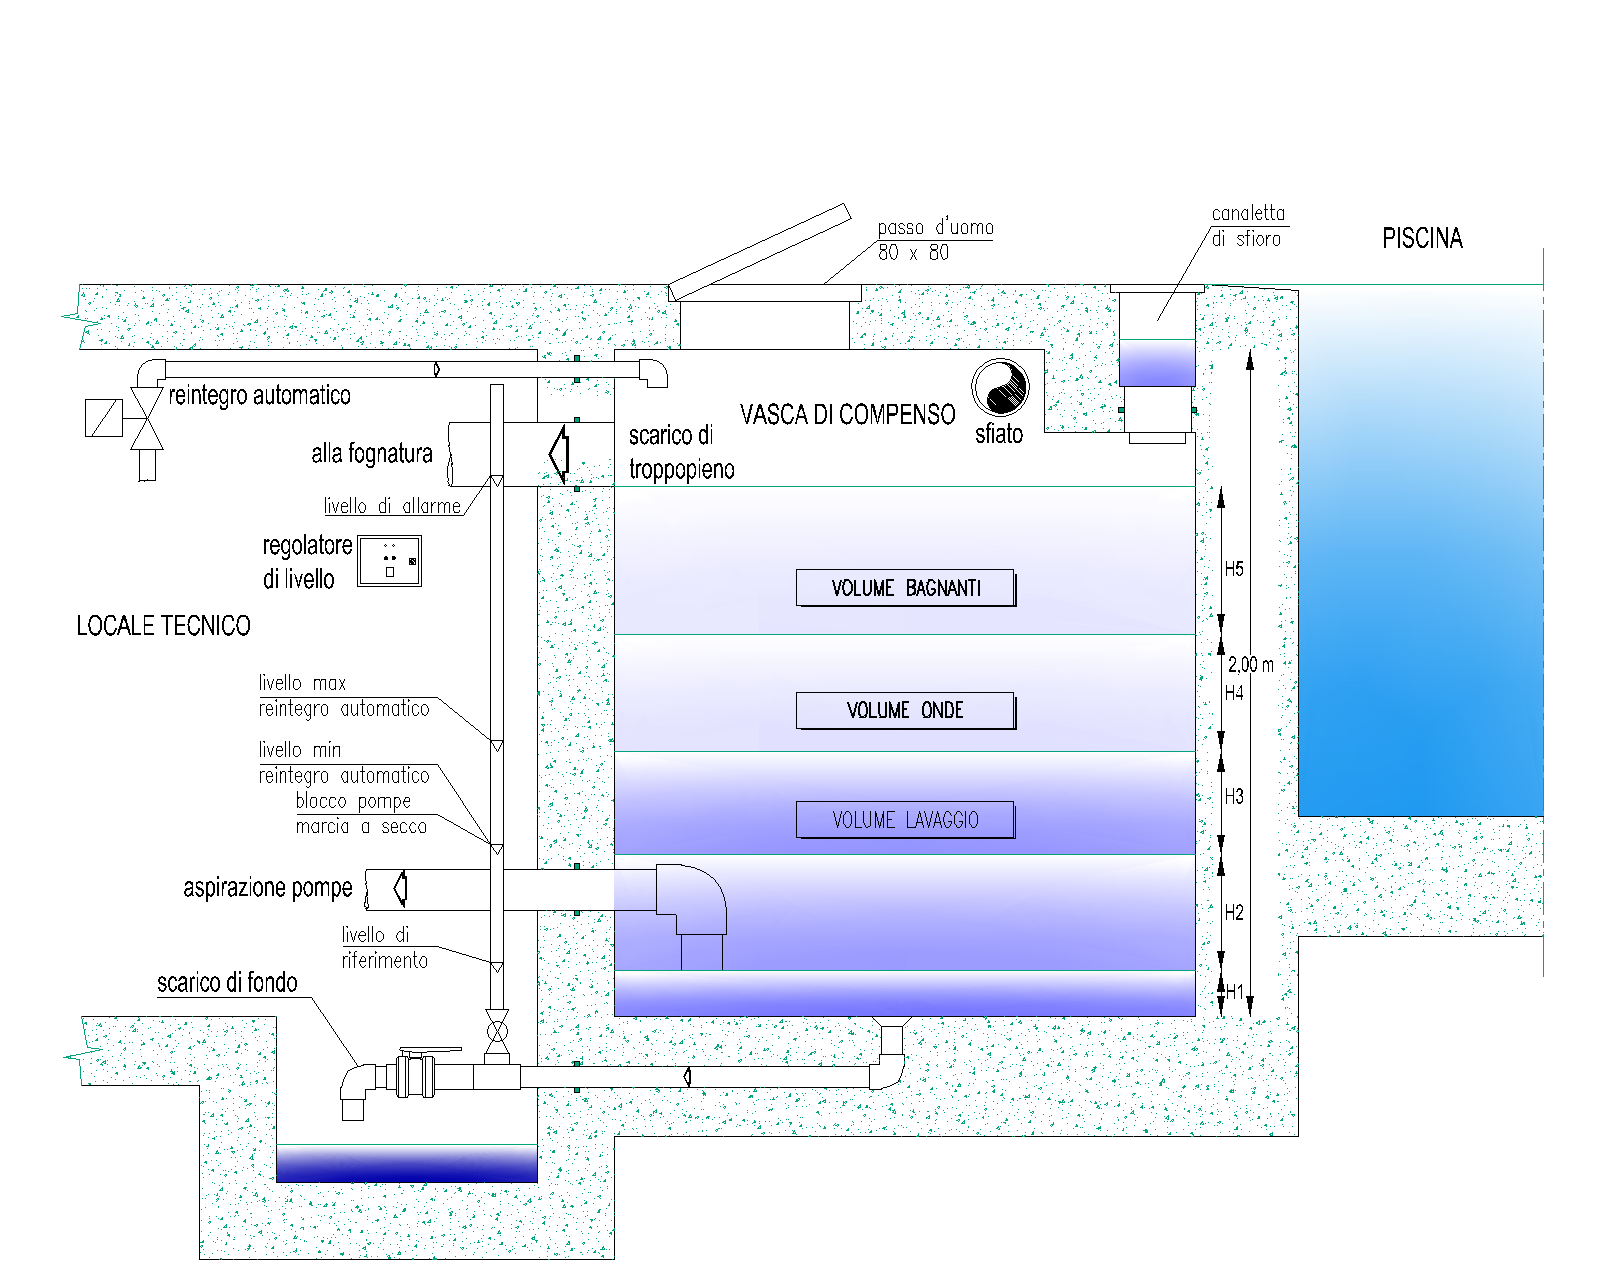 canaletta
di sfioro
passo d'uomo
80 x 80
PISCINA
reintegro automatico
VASCA DI COMPENSO
sfiato
alla fognatura
scarico di
troppopieno
livello di allarme
regolatore
di livello
H5
VOLUME BAGNANTI
LOCALE TECNICO
2,00 m
H4
livello max
reintegro automatico
VOLUME ONDE
livello min
reintegro automatico
blocco pompe
marcia a secco
H3
VOLUME LAVAGGIO
aspirazione pompe
H2
livello di
riferimento
scarico di fondo
H1